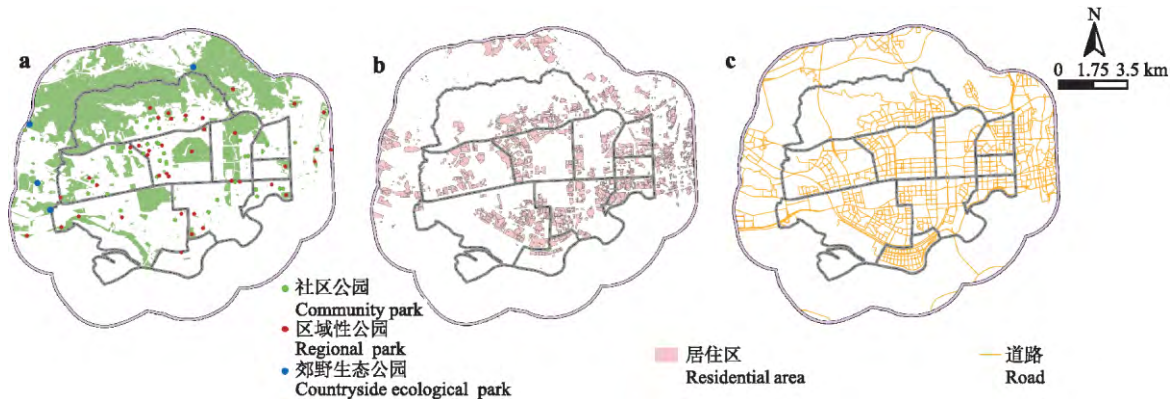 a
b
c
N
0 1.75 3.5 km
社区公园
Community park
区域性公园
Regional park
郊野生态公园
Countryside ecological park
居住区
Residential area
道路
Road